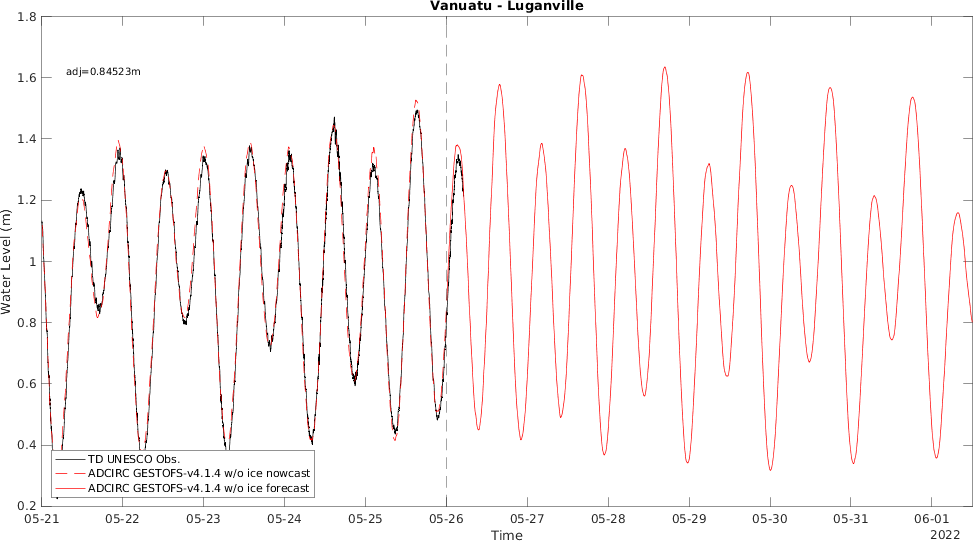 Vanuatu - Luganville
1.8
1.6
1.4
1.2
1
0.8
0.6
0.4
0.2
Water Level (m)
adj=0.84523m
TD UNESCO Obs.
ADCIRC GESTOFS-v4.1.4 w/o ice nowcast
ADCIRC GESTOFS-v4.1.4 w/o ice forecast
05-21 05-22 05-23 05-24 05-25 05-26 05-27 05-28 05-29 05-30 05-31 06-01
2022
Time